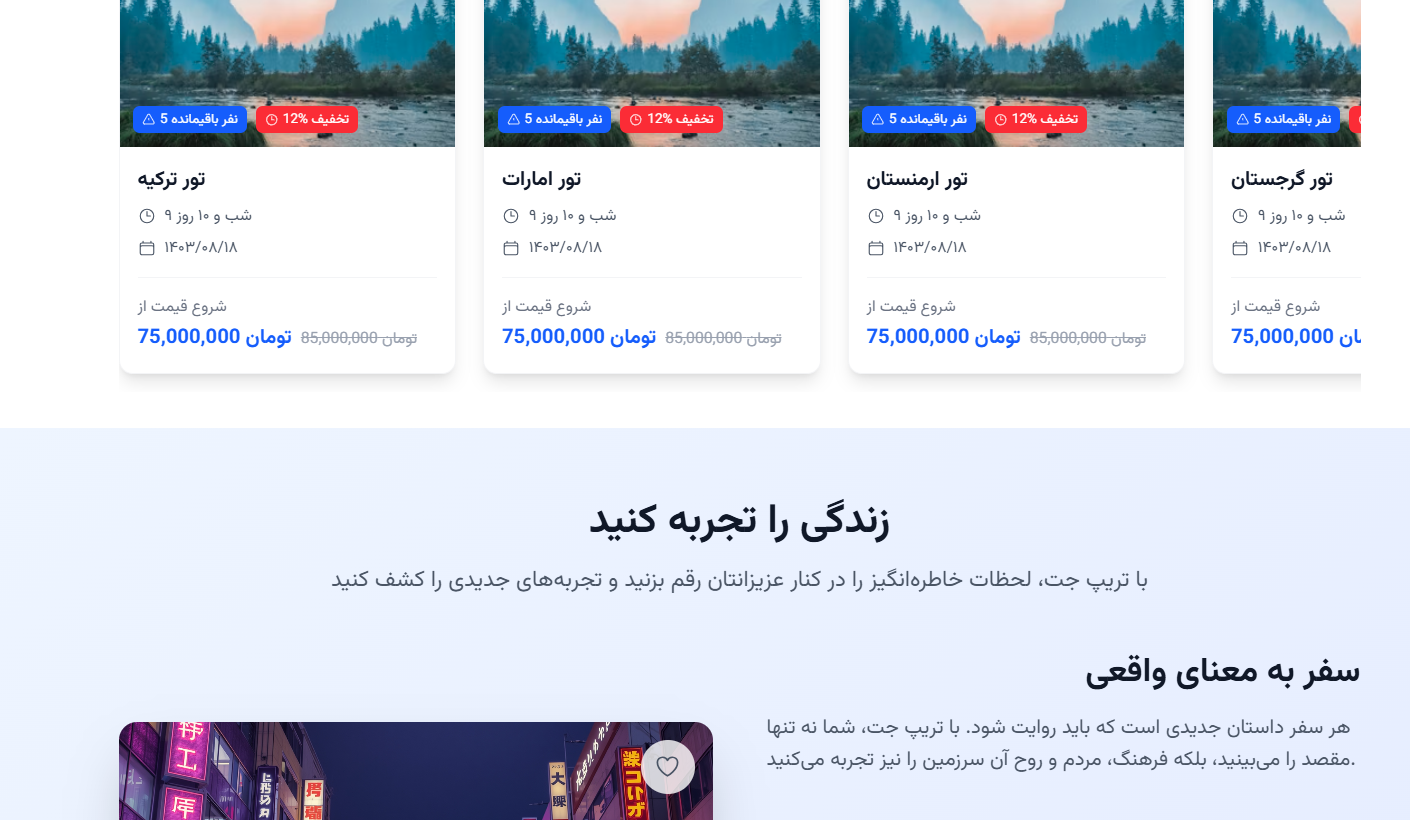 5 نفر باقیمانده
12% تخفیف
تور ترکیه
۹ شب و ۱۰ روز
۱۴۰۳/۰۸/۱۸
شروع قیمت از
75,000,000 تومان 85,000,000 تومان
5 نفر باقیمانده
12% تخفیف
تور امارات
۹ شب و ۱۰ روز
۱۴۰۳/۰۸/۱۸
شروع قیمت از
75,000,000 تومان 85,000,000 تومان
5 نفر باقیمانده
12% تخفیف
تور ارمنستان
۹ شب و ۱۰ روز
۱۴۰۳/۰۸/۱۸
شروع قیمت از
75,000,000 تومان 85,000,000 تومان
5 نفر باقیمانده
تور گرجستان
۹ شب و ۱۰ روز
۱۴۰۳/۰۸/۱۸
شروع قیمت از
75,000,000
زندگی را تجربه کنید
با تریپ جت، لحظات خاطره‌انگیز را در کنار عزیزانتان رقم بزنید و تجربه‌های جدیدی را کشف کنید
سفر به معنای واقعی
هر سفر داستان جدیدی است که باید روایت شود. با تریپ جت، شما نه تنها
مقصد را می‌بینید، بلکه فرهنگ، مردم و روح آن سرزمین را نیز تجربه می‌کنید.